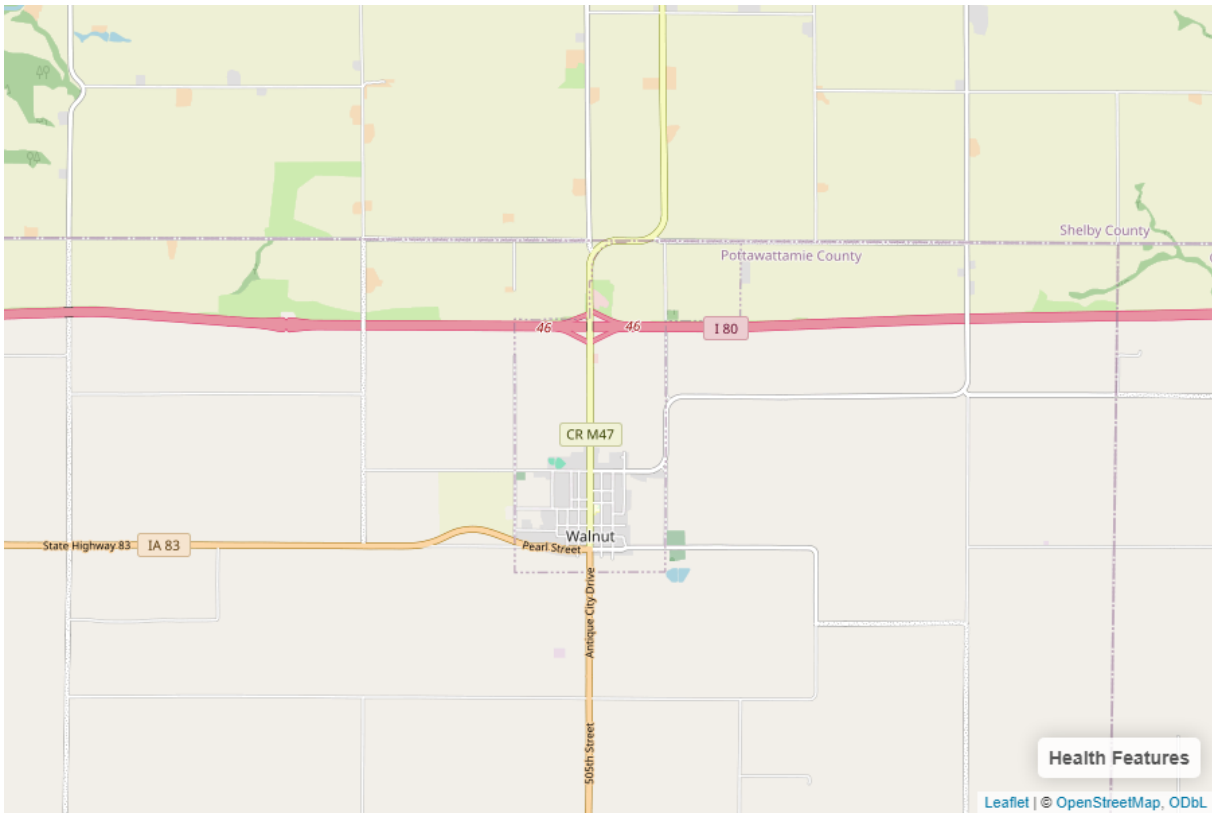 Shelby County
Pottawattamie County
46
46
I 80
CR M47
Walnut
State Highway 83
IA 83
Pearl Street
Antique City Drive
505th Street
Health Features
Leaflet | © OpenStreetMap, ODbL